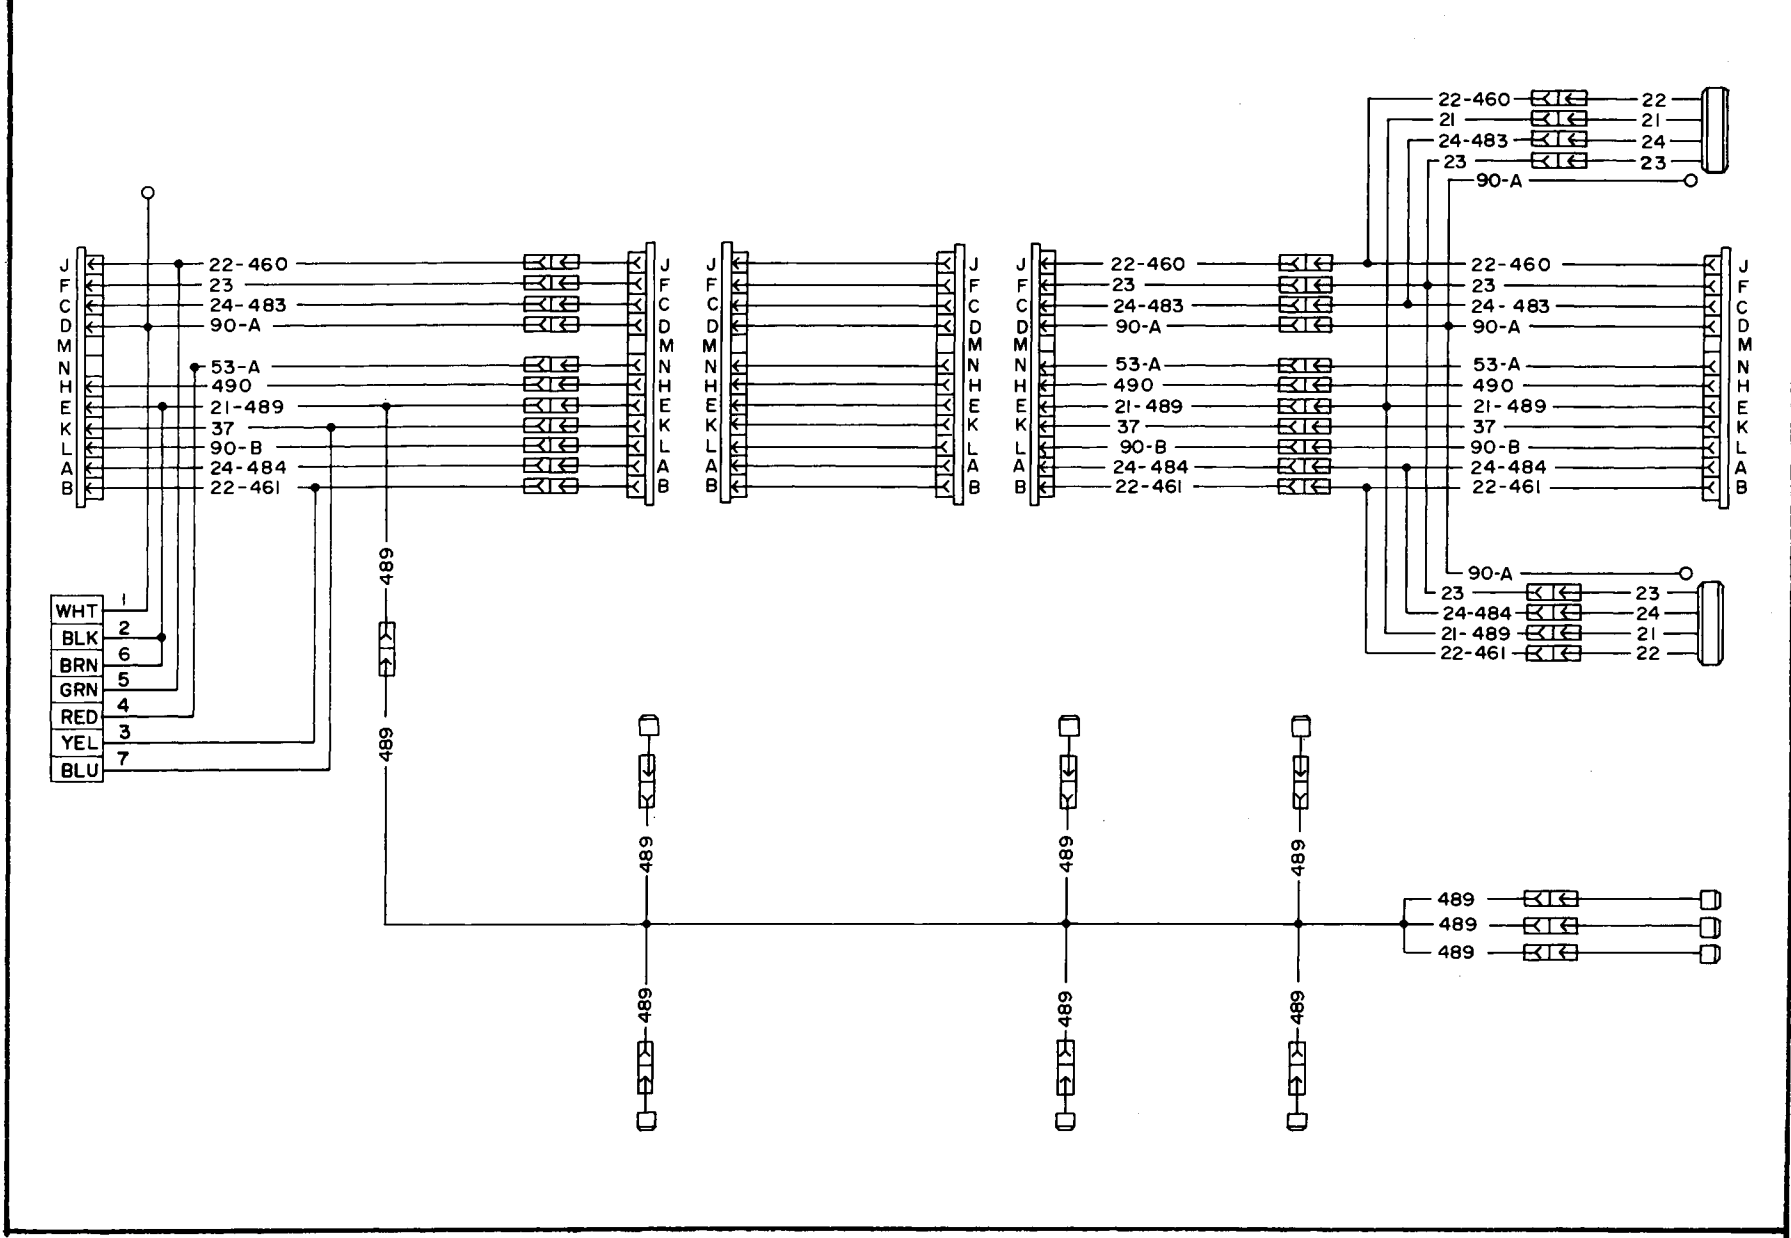 22-460 22
21 21
24-483 24
23 23
90-A
J 22-460 J J J J 22-460 22-460 J
F 23 F F F F 23 23 F
C 24-483 C C C C 24-483 24-483 C
D 90-A D D D D 90-A 90-A D
M M M M M M
N 53-A N N N N 53-A 53-A N
H 490 H H H H 490 490 H
E 21-489 E E E E 21-489 21-489 E
K 37 K K K K 37 37 K
L 90-B L L L L 90-B 90-B L
A 24-484 A A A A 24-484 24-484 A
B 22-461 B B B B 22-461 22-461 B
489
90-A
23 23
24-484 24
21-489 21
22-461 22
WHT 1
BLK 2
BRN 6
GRN 5
RED 4
YEL 3
BLU 7
489
489 489 489
489
489
489
489 489 489